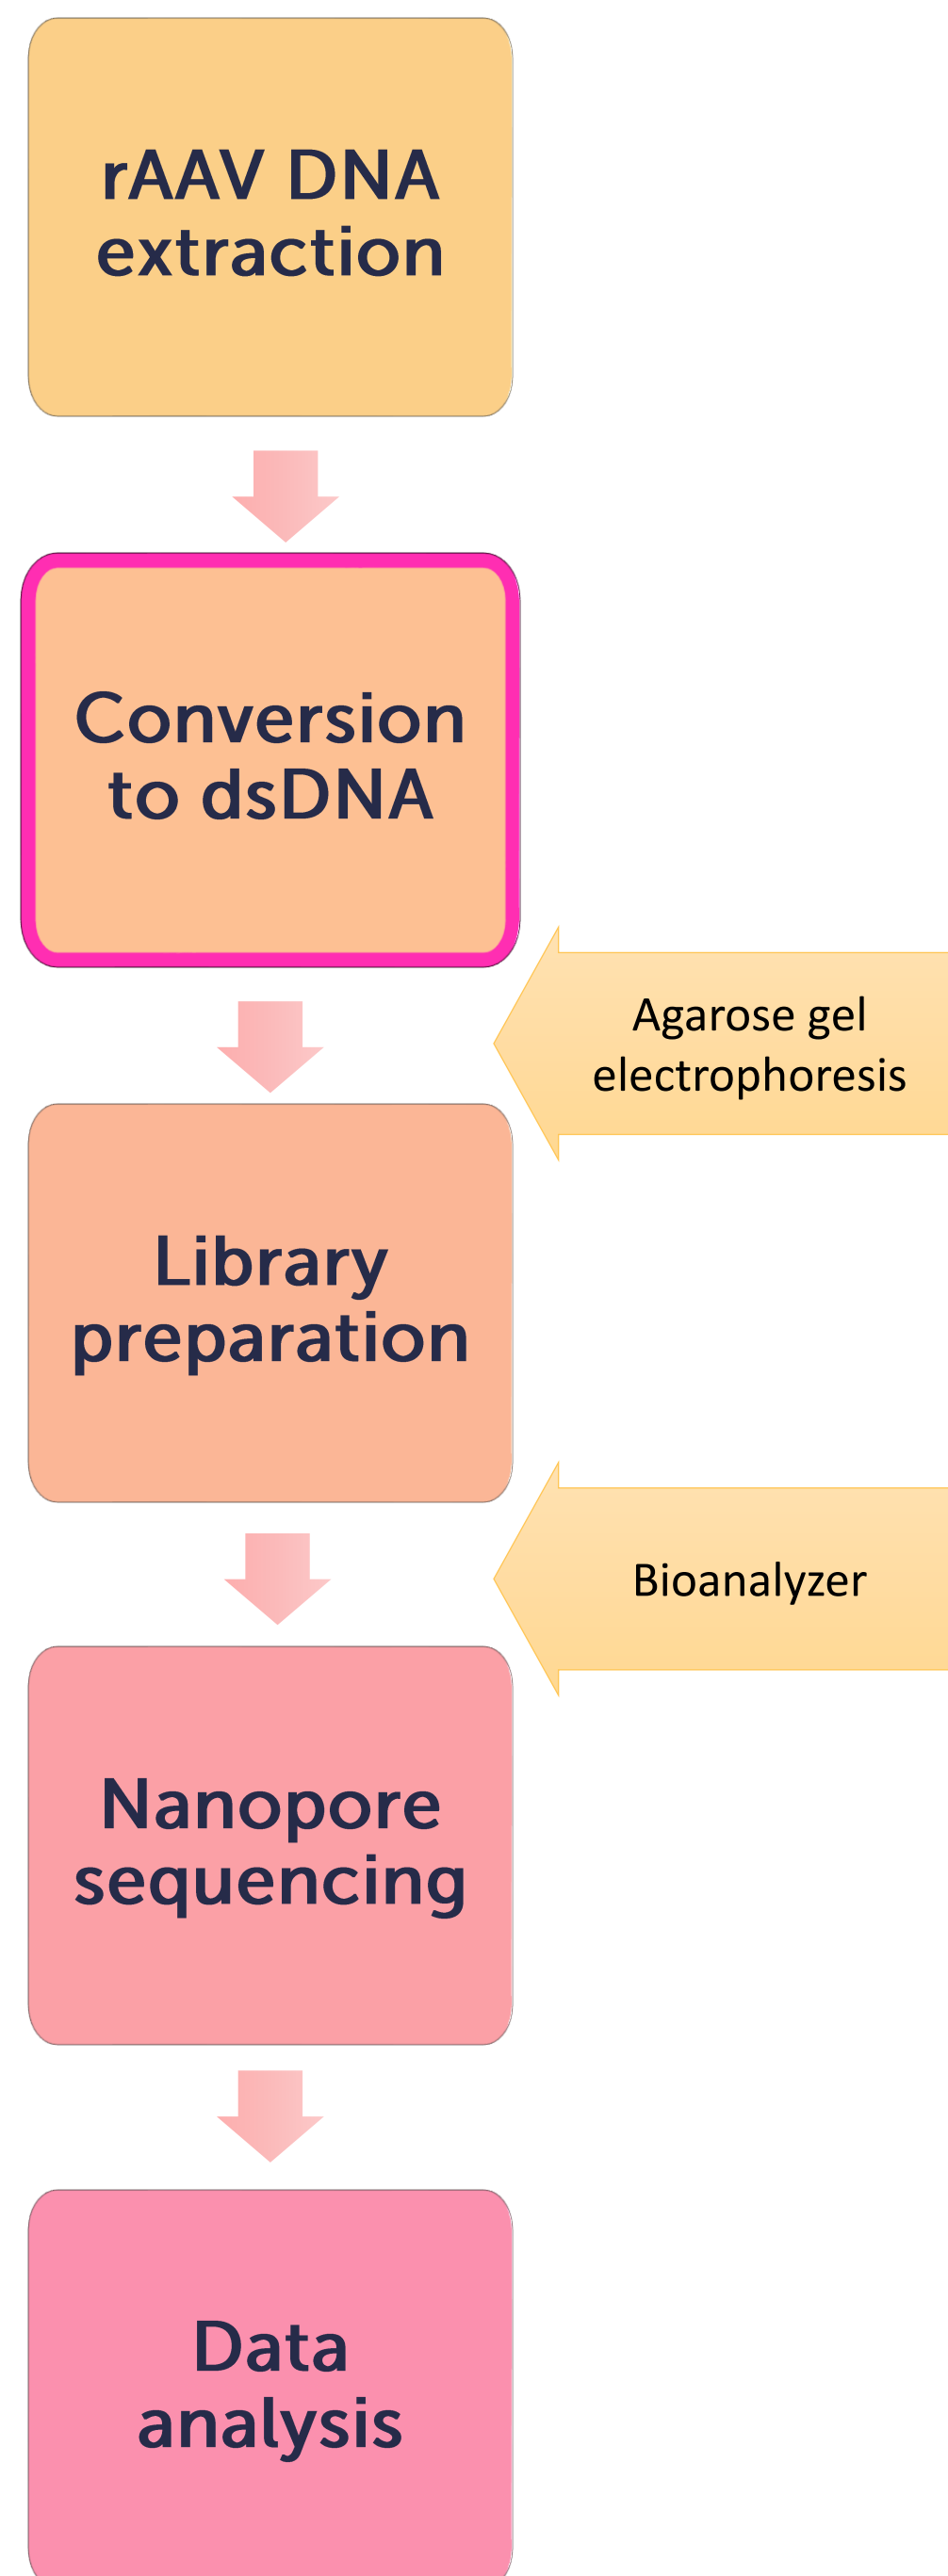 rAAV DNA
extraction
Conversion
to dsDNA
Agarose gel
electrophoresis
Library
preparation
Bioanalyzer
Nanopore
sequencing
Data
analysis